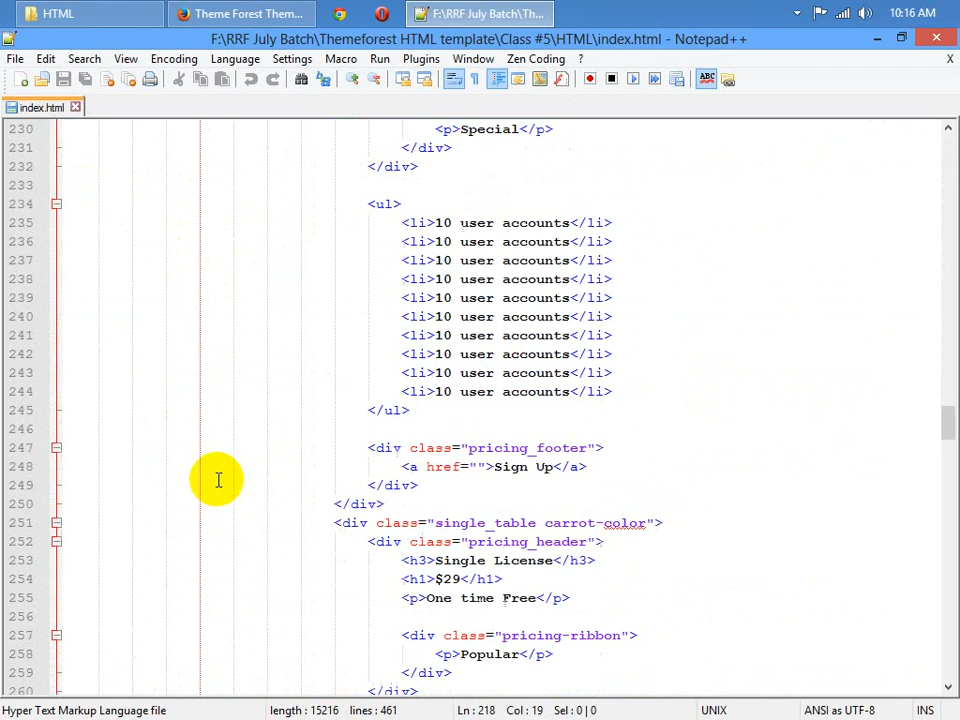 HTML
Theme Forest Them...
F:\RRF July Batch\Th...
10:16 AM
F:\RRF July Batch\Themeforest HTML template\Class #5\HTML\index.html - Notepad++
File Edit Search View Encoding Language Settings Macro Run Plugins Window Zen Coding ? X
index.html
230 <p>Special</p>
231 </div>
232 </div>
233
234 <ul>
235 <li>10 user accounts</li>
236 <li>10 user accounts</li>
237 <li>10 user accounts</li>
238 <li>10 user accounts</li>
239 <li>10 user accounts</li>
240 <li>10 user accounts</li>
241 <li>10 user accounts</li>
242 <li>10 user accounts</li>
243 <li>10 user accounts</li>
244 <li>10 user accounts</li>
245 </ul>
246
247 <div class="pricing_footer">
248 <a href="">Sign Up</a>
249 </div>
250 </div>
251 <div class="single_table carrot-color">
252 <div class="pricing_header">
253 <h3>Single License</h3>
254 <h1>$29</h1>
255 <p>One time Free</p>
256
257 <div class="pricing-ribbon">
258 <p>Popular</p>
259 </div>
260 </div>
Hyper Text Markup Language file length : 15216 lines : 461 Ln : 218 Col : 19 Sel : 0 | 0 UNIX ANSI as UTF-8 INS